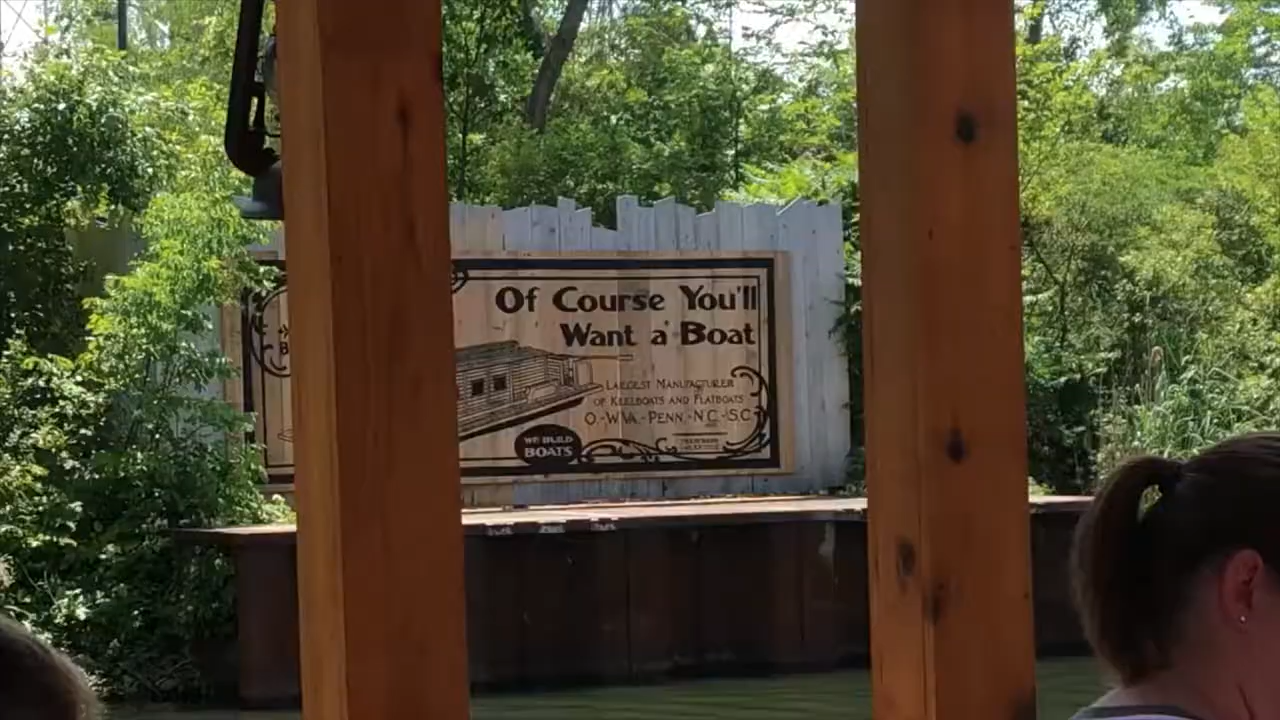 Of Course You'll
Want a Boat
LARGEST MANUFACTURER
OF KEELBOATS AND FLATBOATS
O.-W.VA.-PENN-N.C.-S.C.
WE BUILD
BOATS